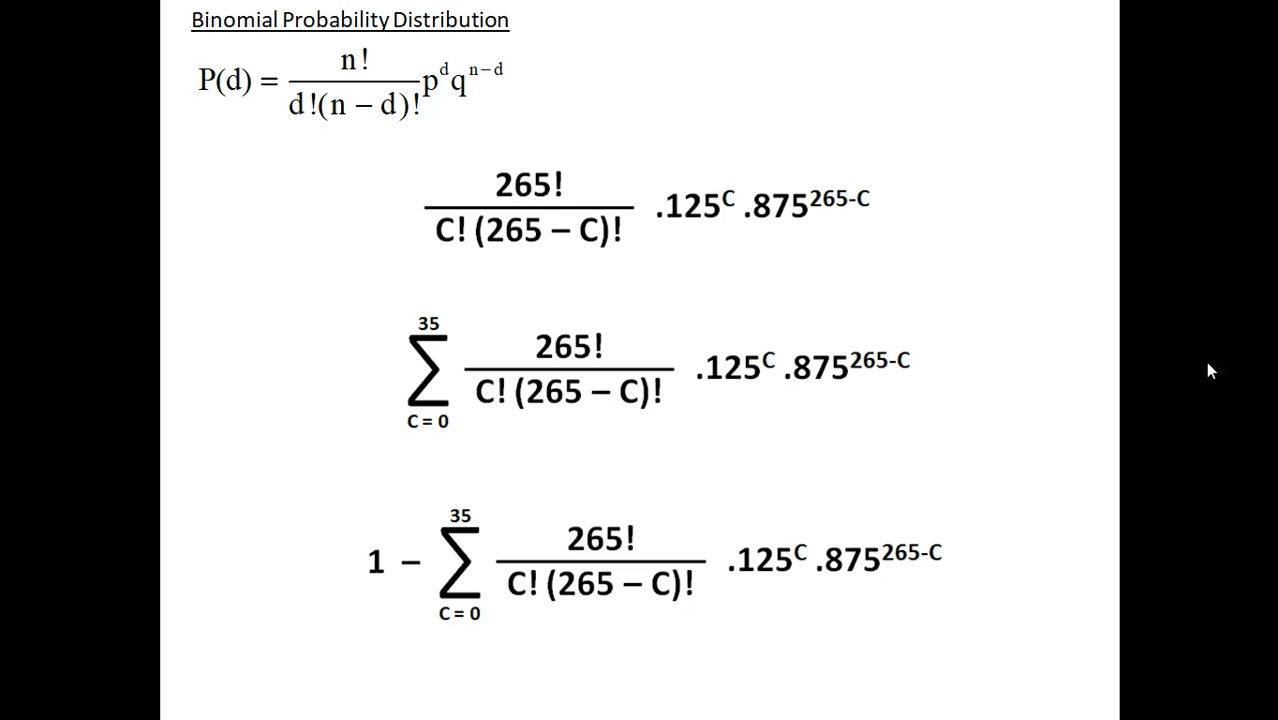 Binomial Probability Distribution
P(d) = n! / d!(n − d)! p^d q^(n−d)
265! / C! (265 – C)! .125^C .875^(265-C)
35 ∑ C = 0 265! / C! (265 – C)! .125^C .875^(265-C)
1 – 35 ∑ C = 0 265! / C! (265 – C)! .125^C .875^(265-C)